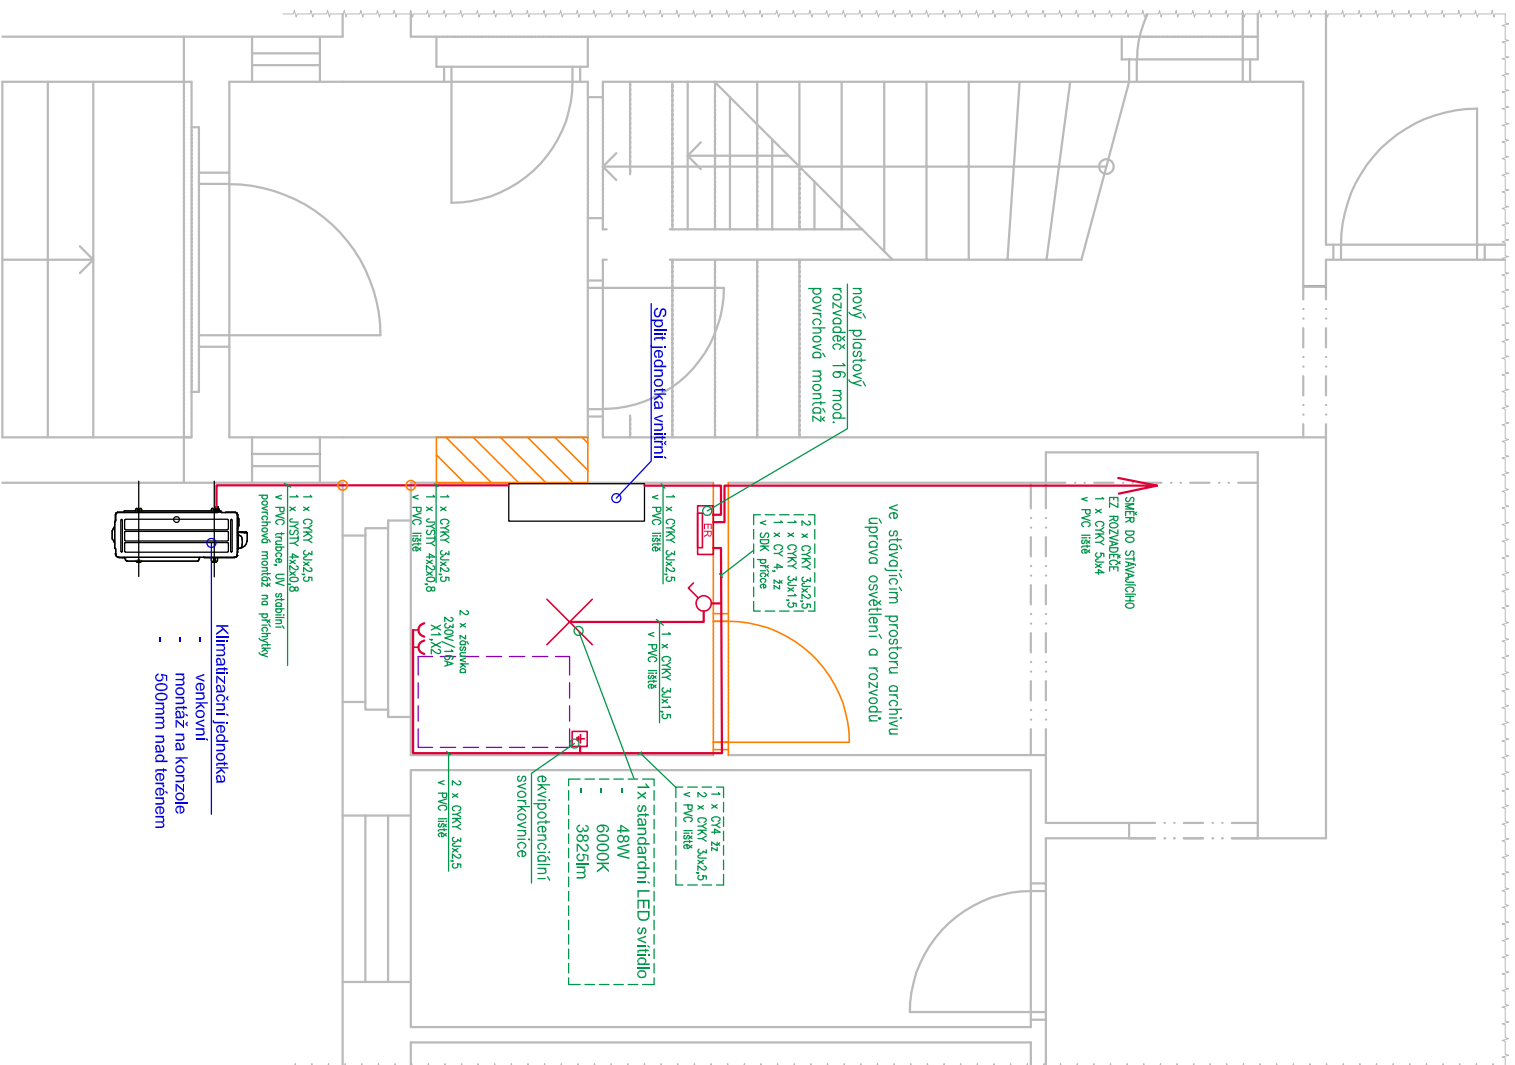 nový plastový
rozvaděč 16 mod.
povrchová montáž
Split jednotka vnitřní
SMĚR DO STÁVAJÍCÍHO
EZ ROZVADĚČE
1 x CYKY 5Jx4
v PVC liště
ve stávajícím prostoru archivu
úprava osvětlení a rozvodů
2 x CYKY 3Jx2,5
1 x CYKY 3Jx1,5
1 x CY 4, žz
v SDK příčce
ER
1 x CYKY 3Jx2,5
v PVC liště
1 x CYKY 3Jx1,5
v PVC liště
1 x CYKY 3Jx2,5
1 x JYSTY 4x2x0,8
v PVC liště
1 x CYKY 3Jx2,5
1 x JYSTY 4x2x0,8
v PVC trubce, UV stabilní
povrchová montáž na příchytky
2 x zásuvka
230V/16A
X1,X2
Klimatizační jednotka
- venkovní
- montáž na konzole
- 500mm nad terénem
1 x CY4 žz
2 x CYKY 3Jx2,5
v PVC liště
1x standardní LED svítidlo
- 48W
- 6000K
- 3825lm
ekvipotenciální
svorkovnice
2 x CYKY 3Jx2,5
v PVC liště